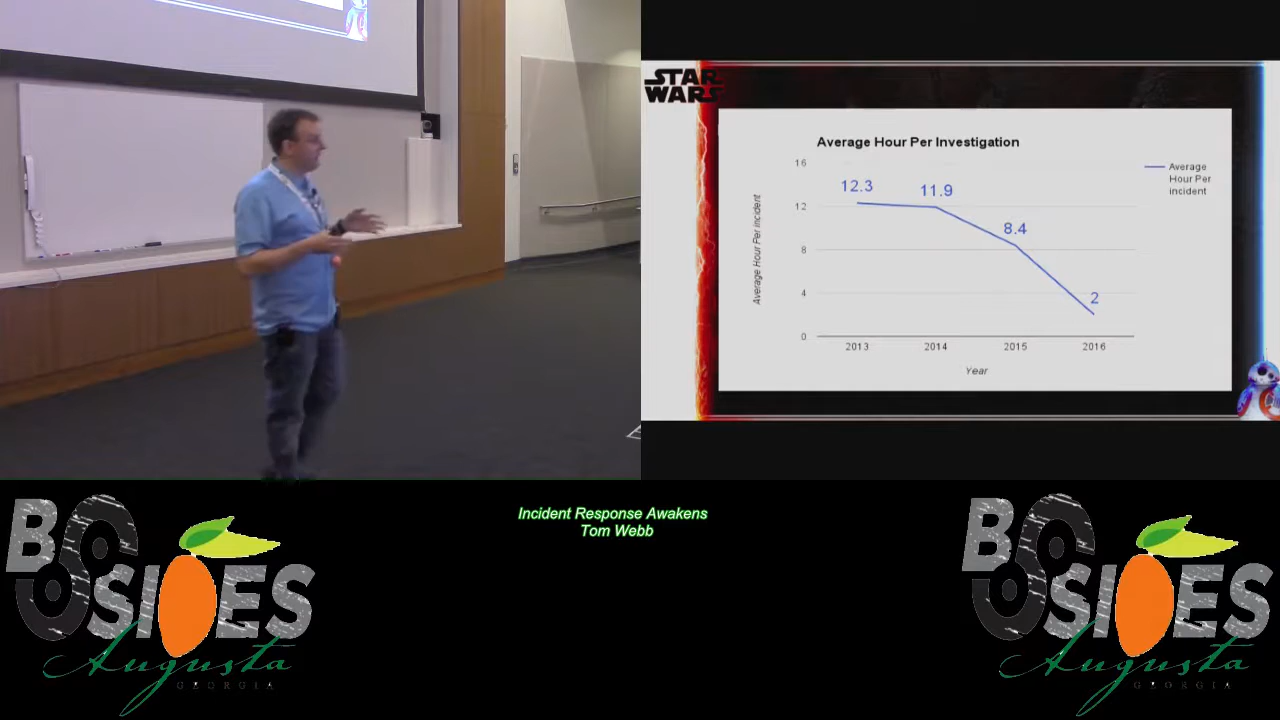 STAR
WARS
Average Hour Per Investigation
16
12
8
4
0
Average Hour Per incident
12.3
11.9
8.4
2
2013
2014
2015
2016
Year
Average
Hour Per
incident
Incident Response Awakens
Tom Webb
BSIDES
Augusta
GEORGIA
BSIDES
Augusta
GEORGIA